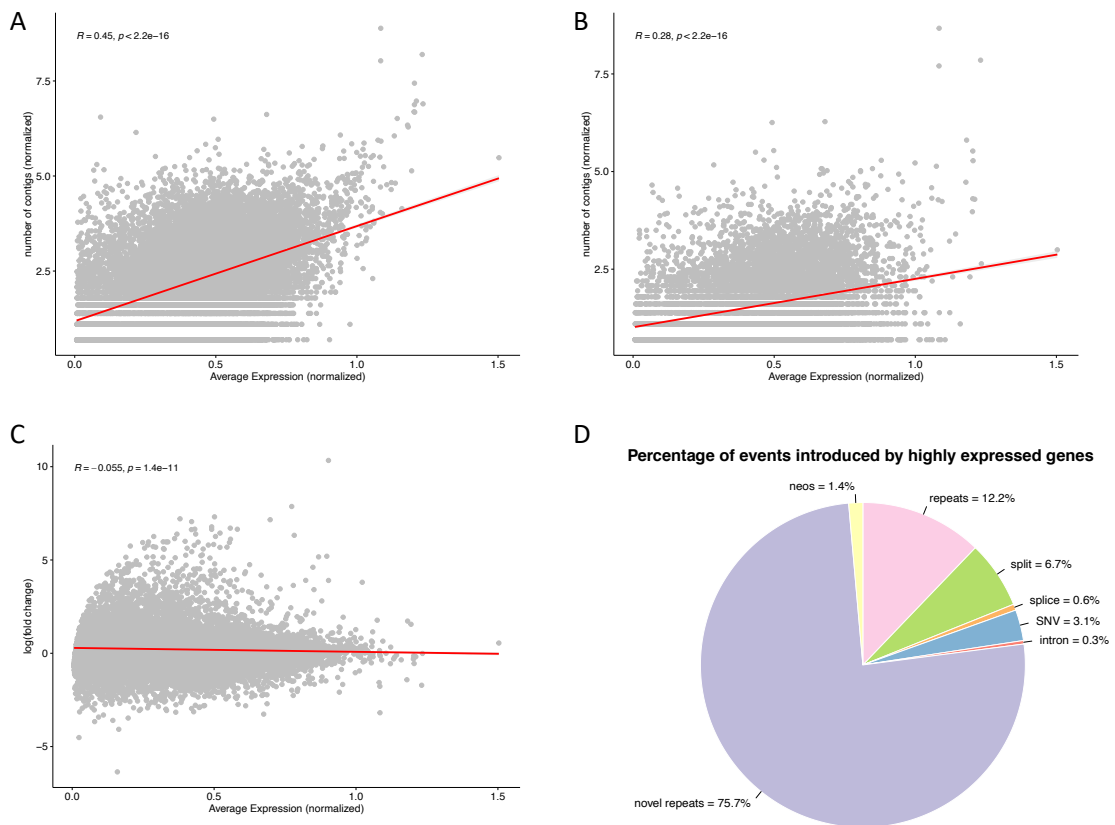 A
R = 0.45, p < 2.2e−16
7.5
5.0
2.5
number of contigs (normalized)
0.0 0.5 1.0 1.5
Average Expression (normalized)
B
R = 0.28, p < 2.2e−16
7.5
5.0
2.5
number of contigs (normalized)
0.0 0.5 1.0 1.5
Average Expression (normalized)
C
R = −0.055, p = 1.4e−11
10
5
0
−5
log(fold change)
0.0 0.5 1.0 1.5
Average Expression (normalized)
D
Percentage of events introduced by highly expressed genes
neos = 1.4%
repeats = 12.2%
split = 6.7%
splice = 0.6%
SNV = 3.1%
intron = 0.3%
novel repeats = 75.7%